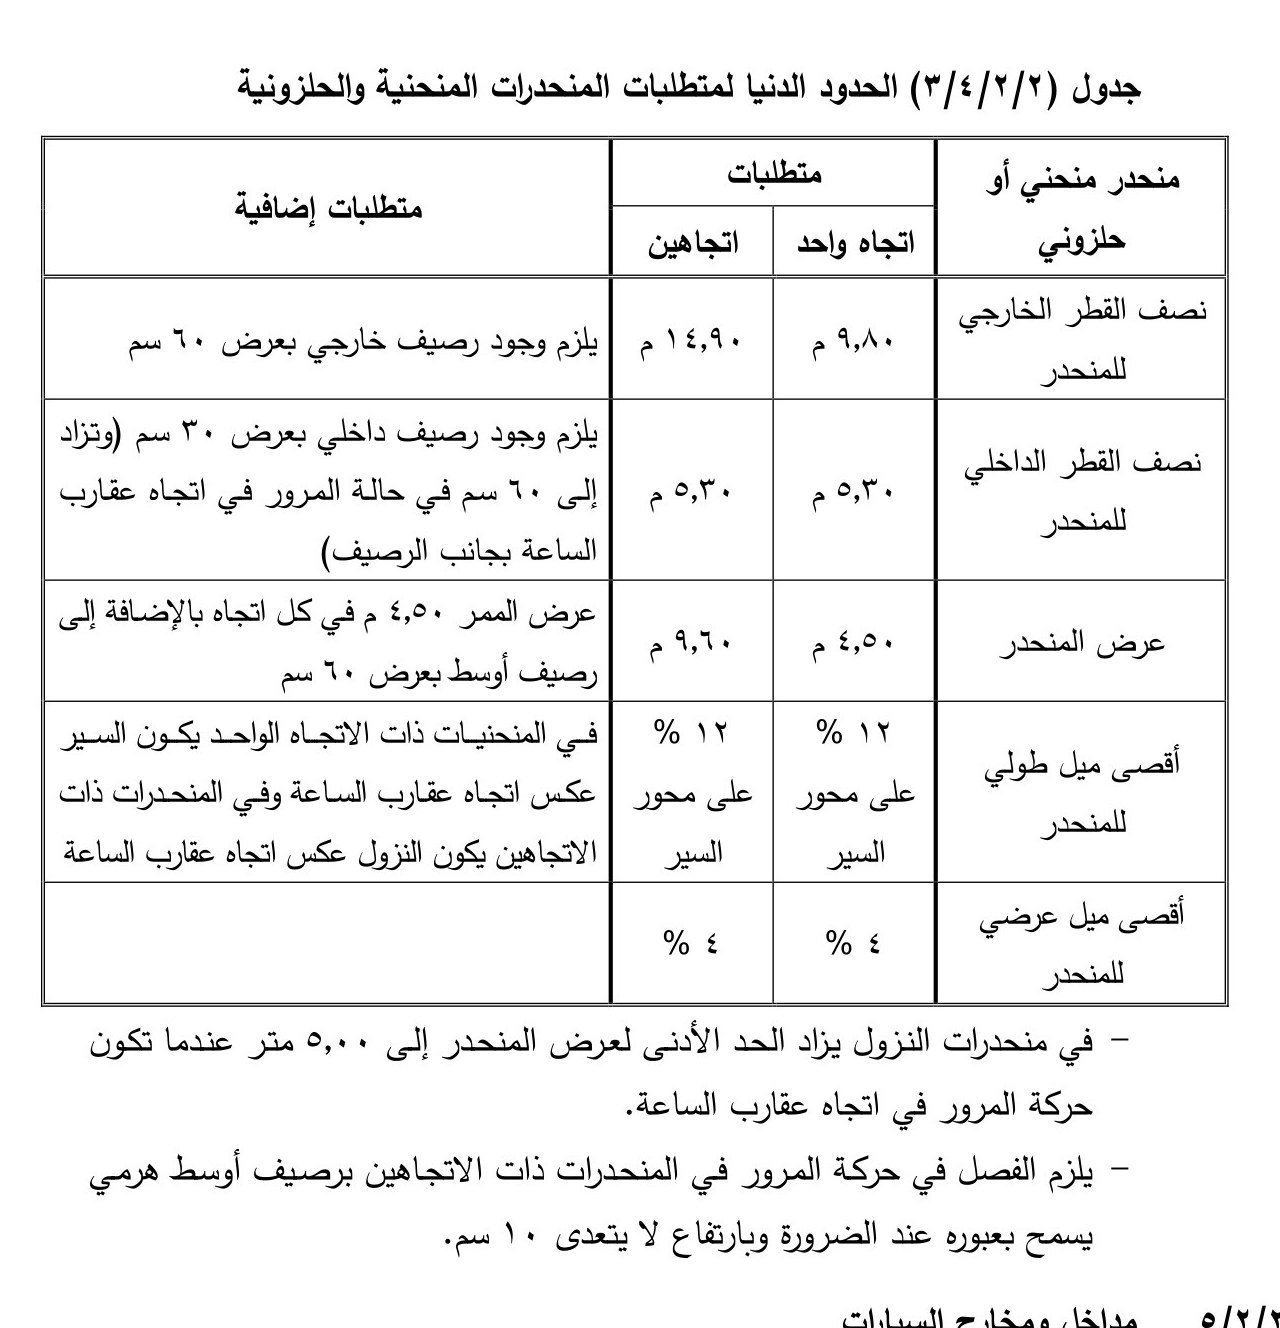 جدول (٣/٤/٢/٢) الحدود الدنيا لمتطلبات المنحدرات المنحنية والحلزونية
منحدر منحني أو
حلزوني
متطلبات
متطلبات إضافية
اتجاه واحد
اتجاهين
نصف القطر الخارجي
للمنحدر
٩,٨٠ م
١٤,٩٠ م
يلزم وجود رصيف خارجي بعرض ٦٠ سم
نصف القطر الداخلي
للمنحدر
٥,٣٠ م
٥,٣٠ م
يلزم وجود رصيف داخلي بعرض ٣٠ سم (وتزاد
إلى ٦٠ سم في حالة المرور في اتجاه عقارب
الساعة بجانب الرصيف)
عرض المنحدر
٤,٥٠ م
٩,٦٠ م
عرض الممر ٤,٥٠ م في كل اتجاه بالإضافة إلى
رصيف أوسط بعرض ٦٠ سم
أقصى ميل طولي
للمنحدر
١٢ %
على محور
السير
١٢ %
على محور
السير
في المنحنيات ذات الاتجاه الواحد يكون السير
عكس اتجاه عقارب الساعة وفي المنحدرات ذات
الاتجاهين يكون النزول عكس اتجاه عقارب الساعة
أقصى ميل عرضي
للمنحدر
٤ %
٤ %
– في منحدرات النزول يزاد الحد الأدنى لعرض المنحدر إلى ٥,٠٠ متر عندما تكون
حركة المرور في اتجاه عقارب الساعة.
– يلزم الفصل في حركة المرور في المنحدرات ذات الاتجاهين برصيف أوسط هرمي
يسمح بعبوره عند الضرورة وبارتفاع لا يتعدى ١٠ سم.
٥/٢/٢ مداخل ومخارج السيارات